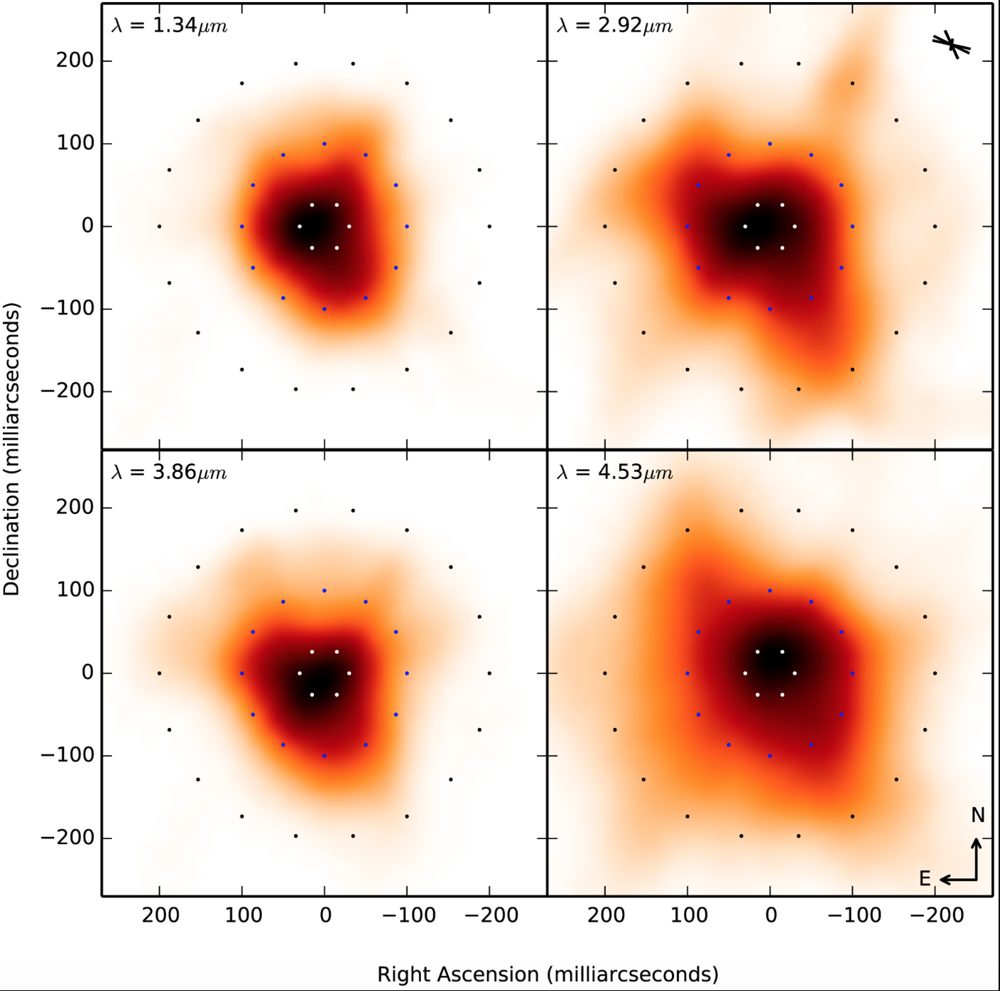 λ = 1.34μm
λ = 2.92μm
200
100
0
−100
−200
λ = 3.86μm
λ = 4.53μm
200
100
0
−100
−200
N
E
200 100 0 −100 −200 200 100 0 −100 −200
Declination (milliarcseconds)
Right Ascension (milliarcseconds)